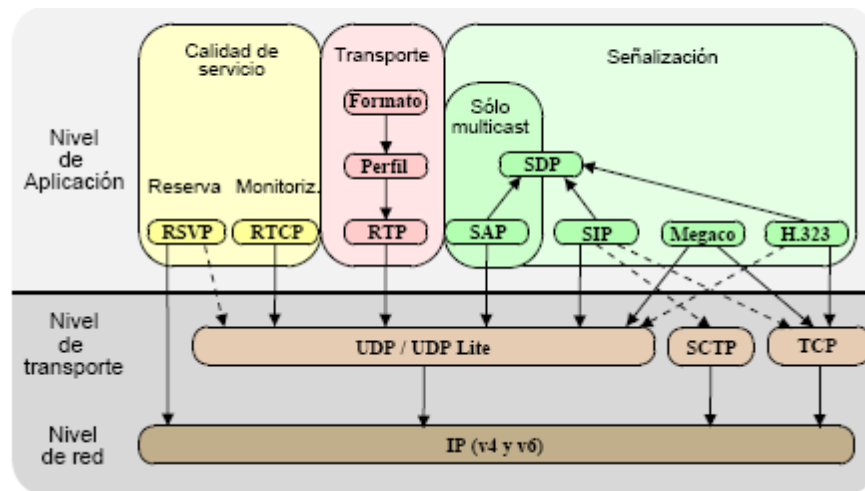 Calidad de
servicio
Transporte
Señalización
Formato
Sólo
multicast
Nivel
de
Aplicación
Perfil
SDP
Reserva
Monitoriz.
RSVP
RTCP
RTP
SAP
SIP
Megaco
H.323
Nivel
de
transporte
UDP / UDP Lite
SCTP
TCP
Nivel
de red
IP (v4 y v6)